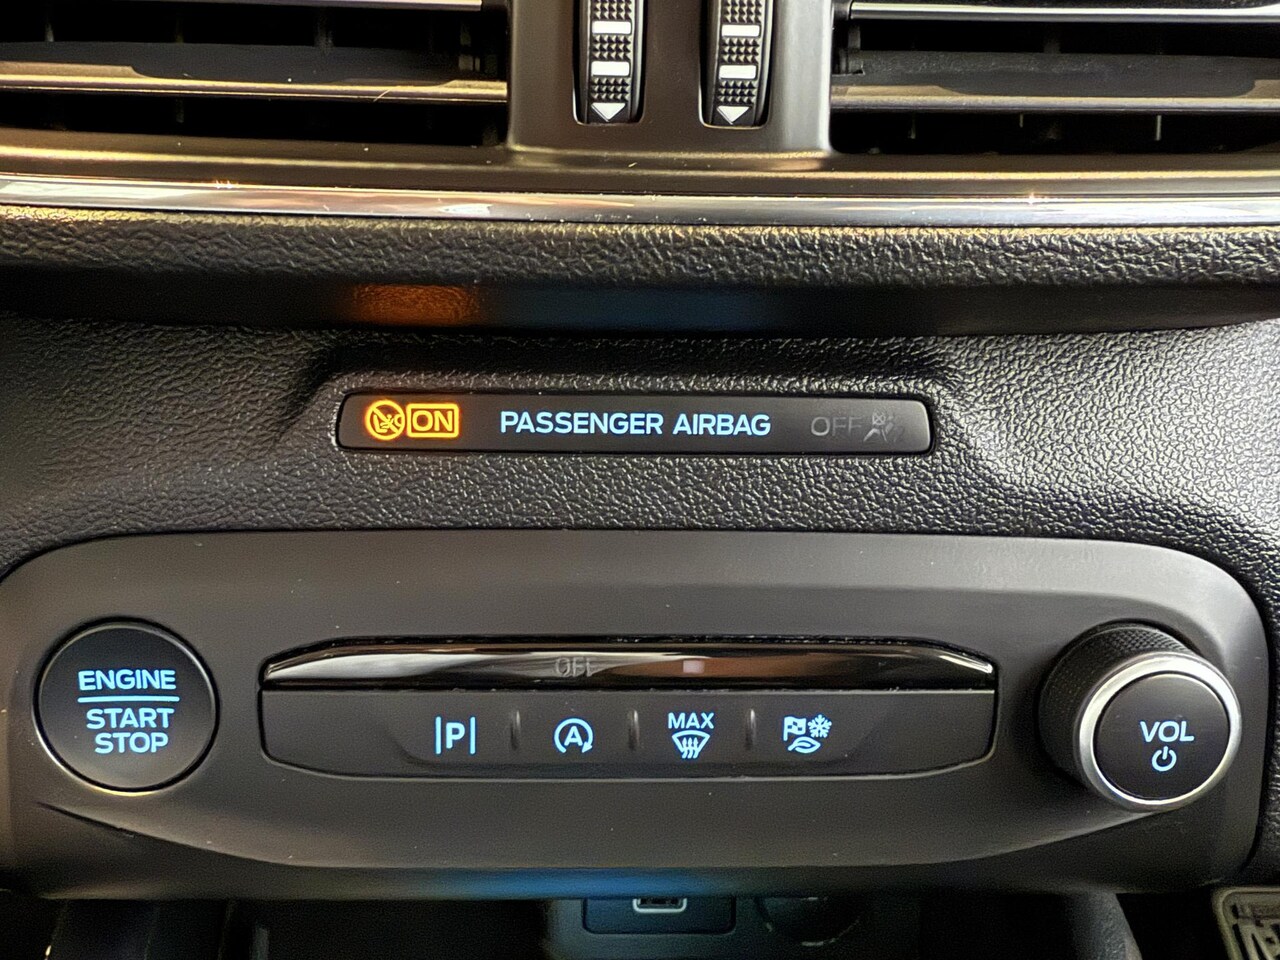 ON PASSENGER AIRBAG OFF
OFF
ENGINE
START
STOP
P
A
MAX
VOL